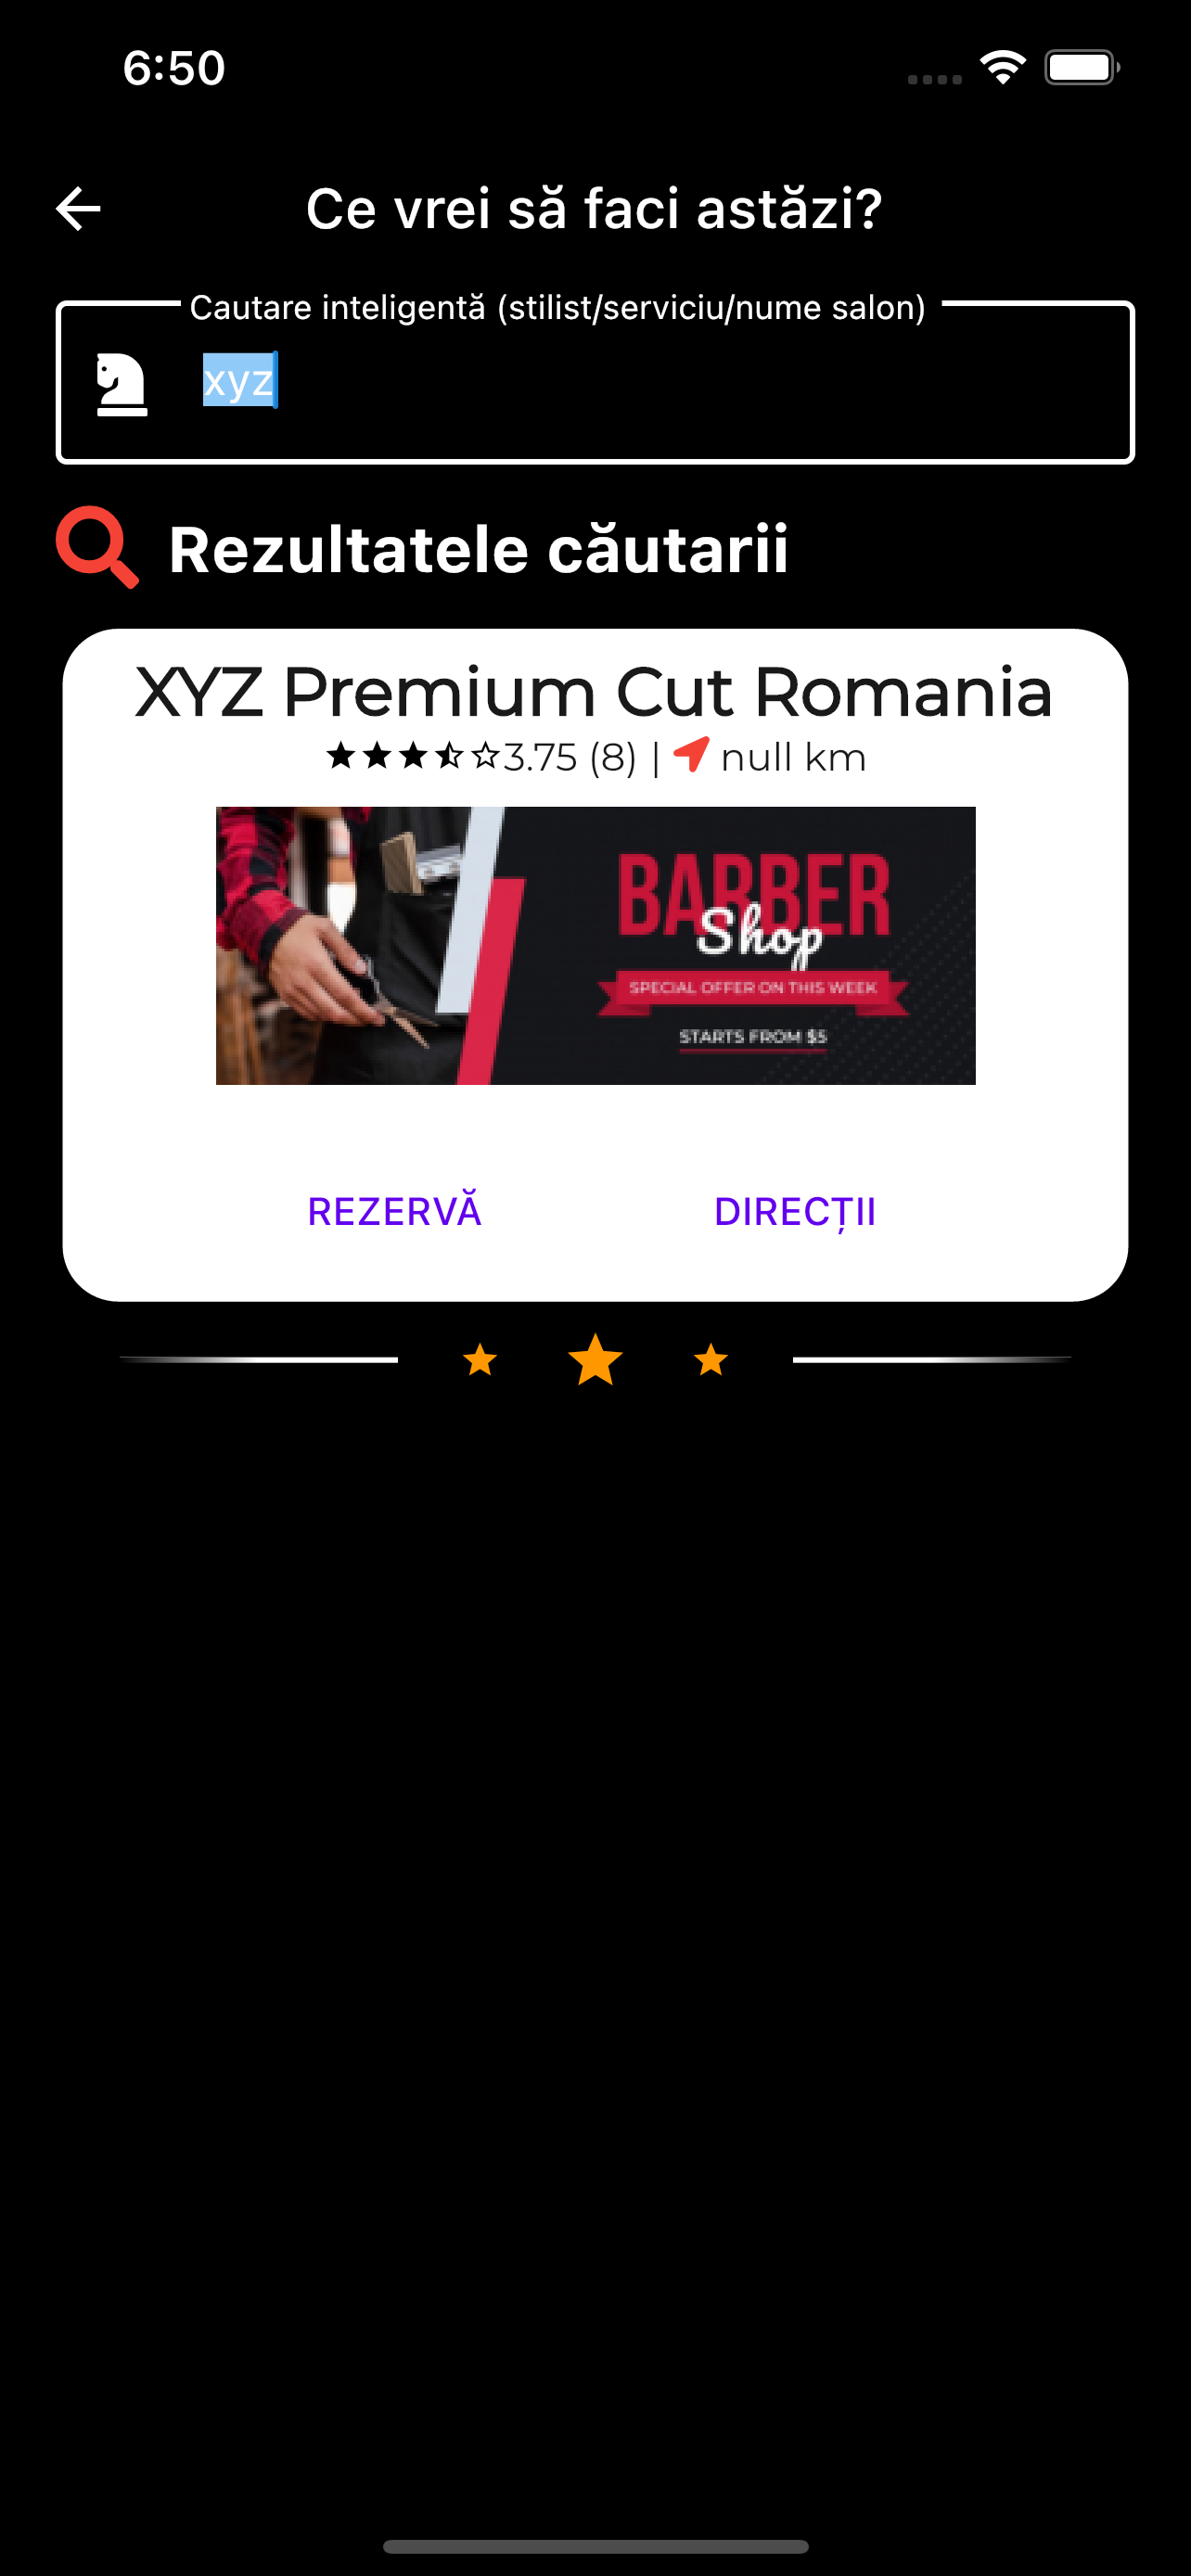 6:50
Ce vrei să faci astăzi?
Cautare inteligentă (stilist/serviciu/nume salon)
xyz
Rezultatele căutarii
XYZ Premium Cut Romania
3.75 (8) | null km
BARBER
Shop
SPECIAL OFFER ON THIS WEEK
STARTS FROM $5
REZERVĂ DIRECȚII